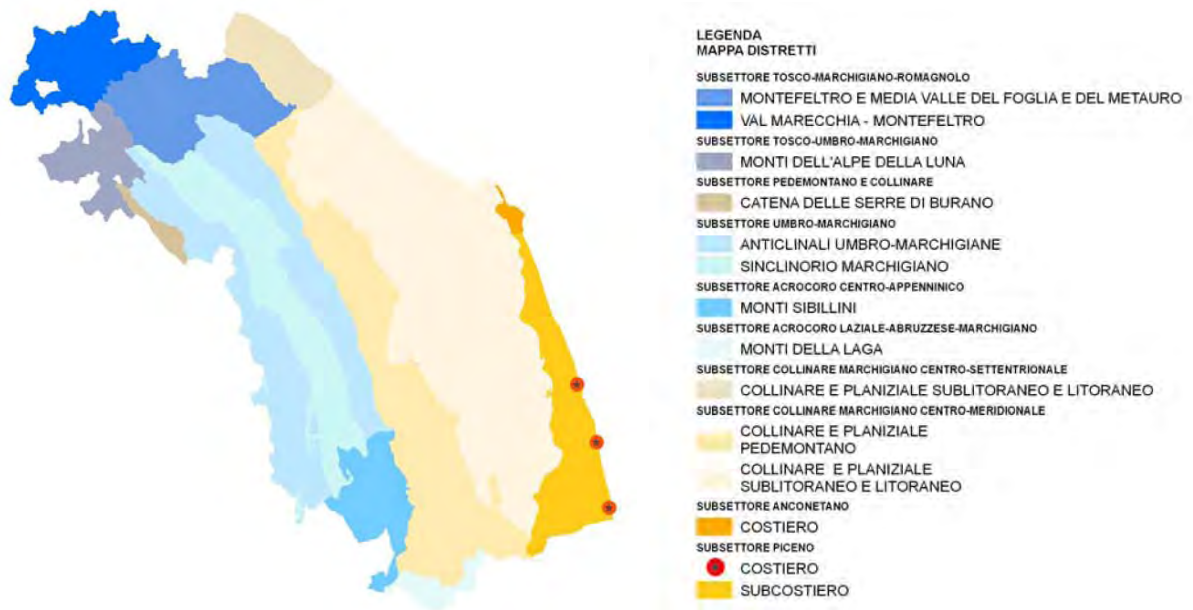 LEGENDA
MAPPA DISTRETTI
SUBSETTORE TOSCO-MARCHIGIANO-ROMAGNOLO
MONTEFELTRO E MEDIA VALLE DEL FOGLIA E DEL METAURO
VAL MARECCHIA - MONTEFELTRO
SUBSETTORE TOSCO-UMBRO-MARCHIGIANO
MONTI DELL'ALPE DELLA LUNA
SUBSETTORE PEDEMONTANO E COLLINARE
CATENA DELLE SERRE DI BURANO
SUBSETTORE UMBRO-MARCHIGIANO
ANTICLINALI UMBRO-MARCHIGIANE
SINCLINORIO MARCHIGIANO
SUBSETTORE ACROCORO CENTRO-APPENNINICO
MONTI SIBILLINI
SUBSETTORE ACROCORO LAZIALE-ABRUZZESE-MARCHIGIANO
MONTI DELLA LAGA
SUBSETTORE COLLINARE MARCHIGIANO CENTRO-SETTENTRIONALE
COLLINARE E PLANIZIALE SUBLITORANEO E LITORANEO
SUBSETTORE COLLINARE MARCHIGIANO CENTRO-MERIDIONALE
COLLINARE E PLANIZIALE
PEDEMONTANO
COLLINARE E PLANIZIALE
SUBLITORANEO E LITORANEO
SUBSETTORE ANCONETANO
COSTIERO
SUBSETTORE PICENO
COSTIERO
SUBCOSTIERO